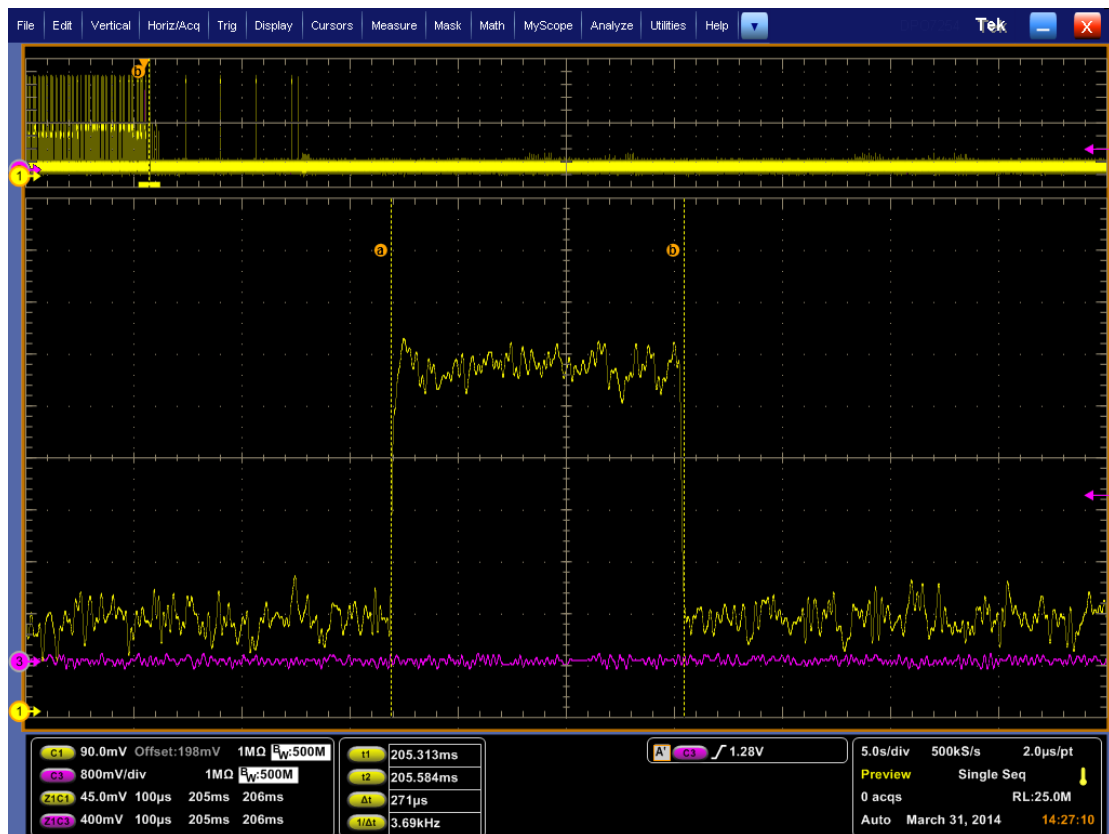 File Edit Vertical Horiz/Acq Trig Display Cursors Measure Mask Math MyScope Analyze Utilities Help Tek X
b
1
a b
3
1
C1 90.0mV Offset:198mV 1MΩ BW:500M
C3 800mV/div 1MΩ BW:500M
Z1C1 45.0mV 100µs 205ms 206ms
Z1C3 400mV 100µs 205ms 206ms
t1 205.313ms
t2 205.584ms
Δt 271µs
1/Δt 3.69kHz
A' C3 1.28V
5.0s/div 500kS/s 2.0µs/pt
Preview Single Seq
0 acqs RL:25.0M
Auto March 31, 2014 14:27:10